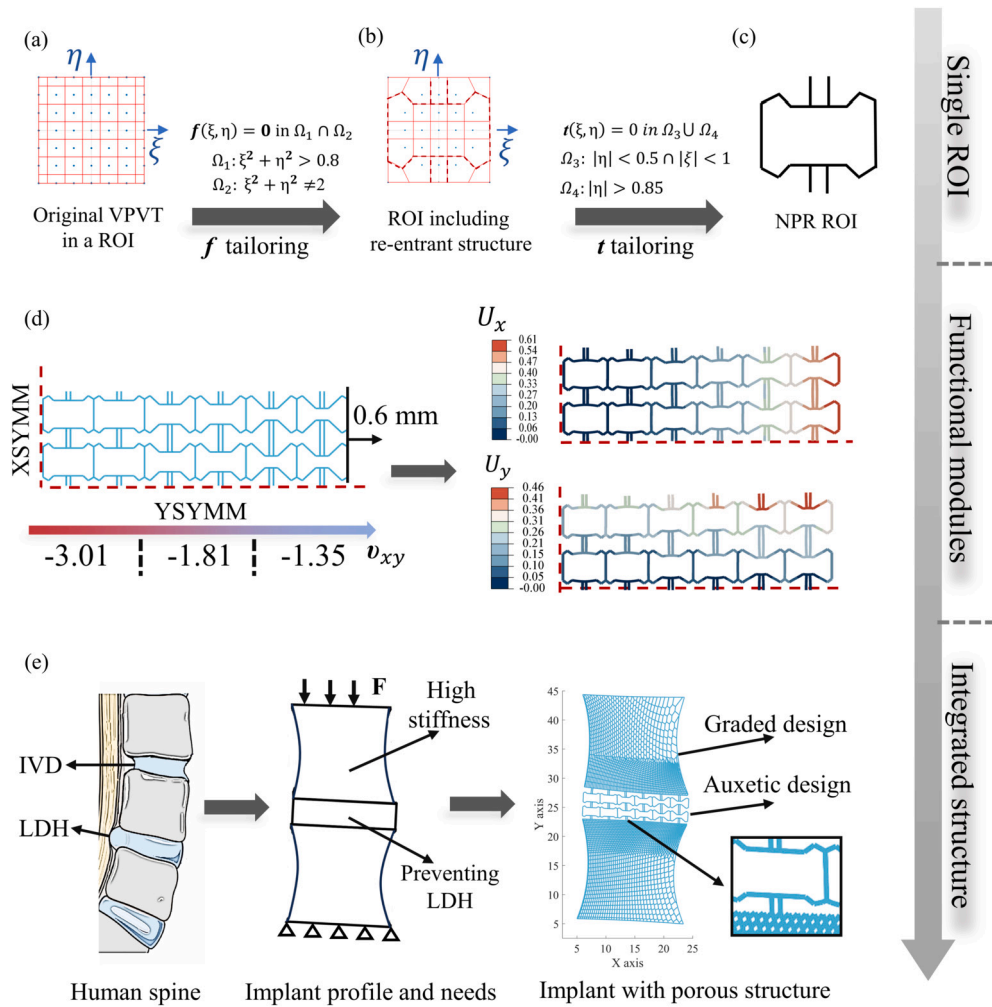 (a)
η
ξ
Original VPVT
in a ROI
f(ξ, η) = 0 in Ω₁ ∩ Ω₂
Ω₁: ξ² + η² > 0.8
Ω₂: ξ² + η² ≠2
f tailoring
(b)
η
ξ
ROI including
re-entrant structure
t(ξ, η) = 0 in Ω₃∪ Ω₄
Ω₃: |η| < 0.5 ∩ |ξ| < 1
Ω₄: |η| > 0.85
t tailoring
(c)
NPR ROI
Single ROI
(d)
XSYMM
YSYMM
0.6 mm
-3.01
-1.81
-1.35
υxy
Ux
0.61
0.54
0.47
0.40
0.33
0.27
0.20
0.13
0.06
-0.00
Uy
0.46
0.41
0.36
0.31
0.26
0.21
0.15
0.10
0.05
-0.00
Functional modules
(e)
IVD
LDH
Human spine
F
High
stiffness
Preventing
LDH
Implant profile and needs
Y axis
45
40
35
30
25
20
15
10
5
5 10 15 20 23
X axis
Graded design
Auxetic design
Implant with porous structure
Integrated structure